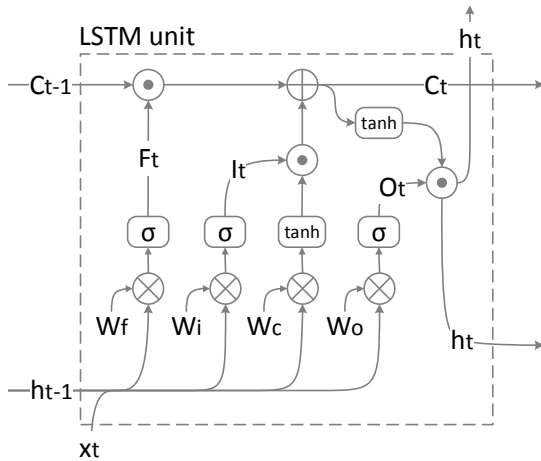 LSTM unit
ht
Ct-1
Ct
tanh
Ft
It
Ot
σ
σ
tanh
σ
Wf
Wi
Wc
Wo
ht
ht-1
xt